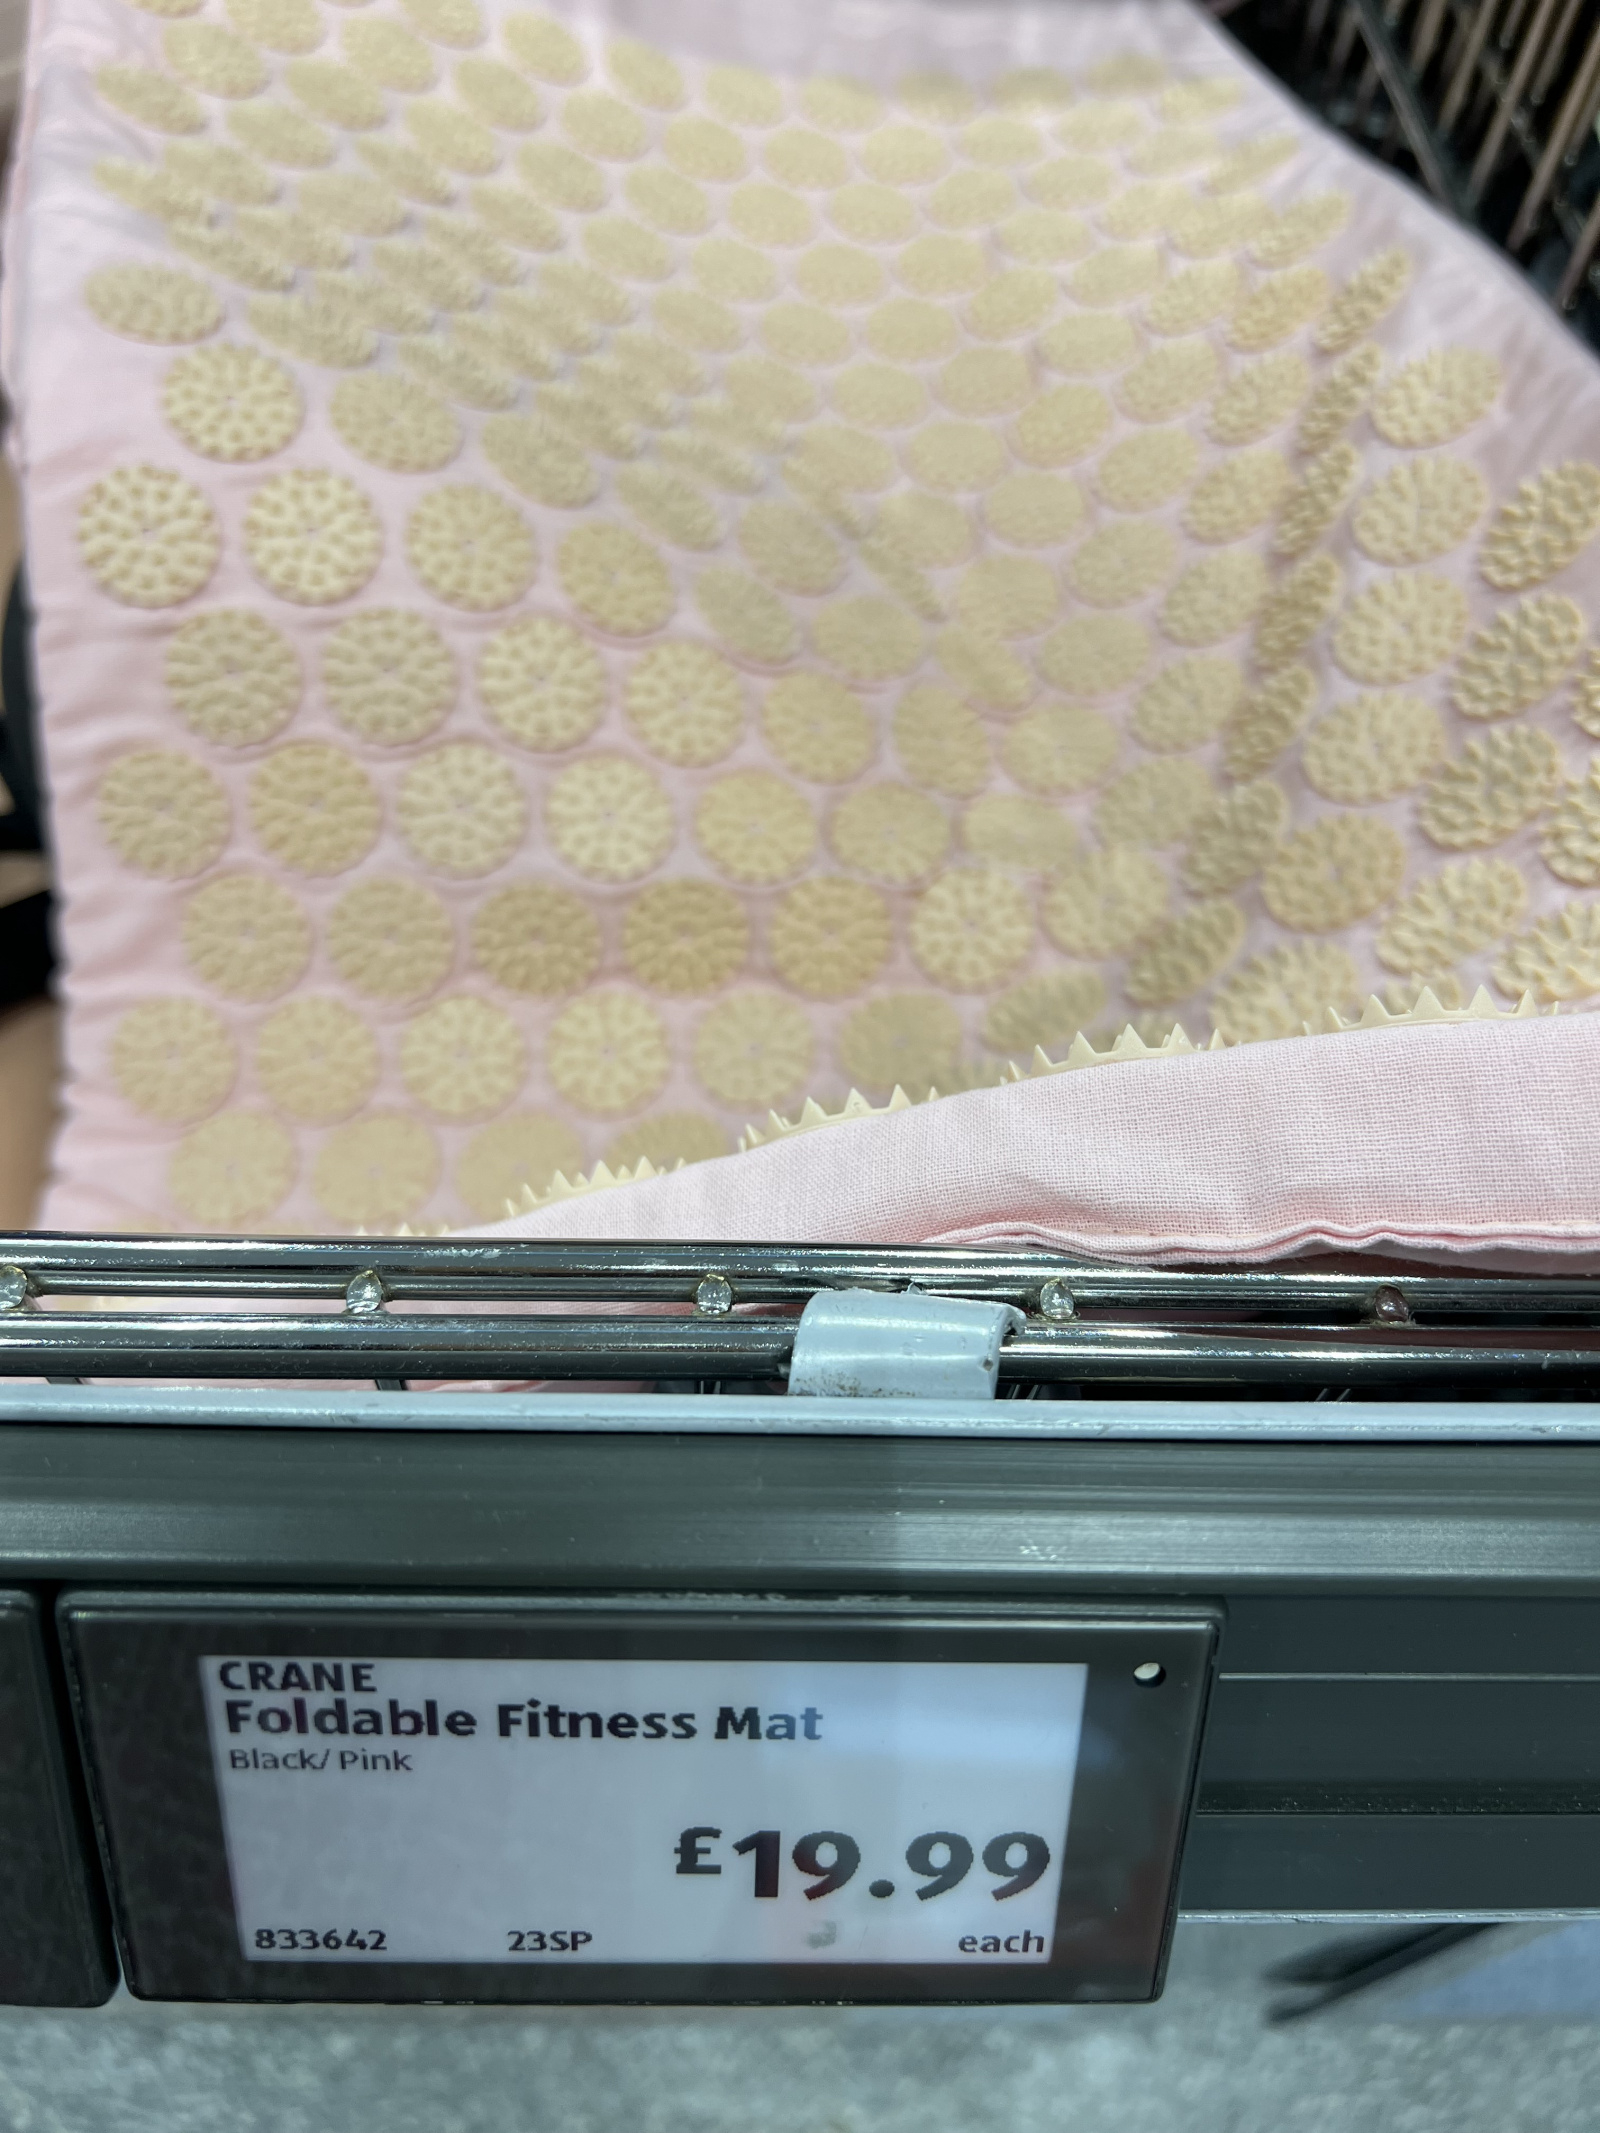 CRANE
Foldable Fitness Mat
Black/ Pink
£19.99
833642 23SP each